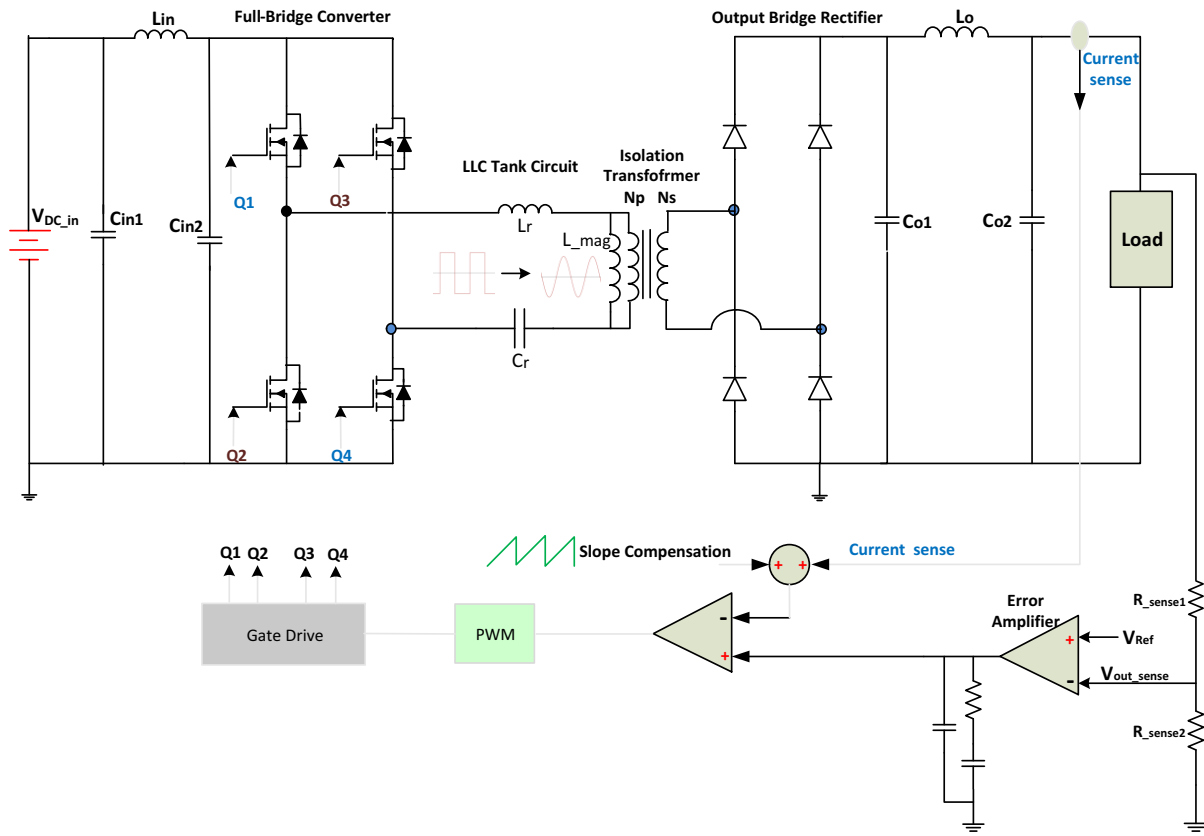 Lin
Full-Bridge Converter
Output Bridge Rectifier
Lo
Current
sense
Q1
Q3
LLC Tank Circuit
Isolation
Transfofrmer
Np Ns
VDC_in
Cin1
Cin2
Lr
L_mag
Co1
Co2
Load
Cr
Q2
Q4
Q1
Q2
Q3
Q4
Slope Compensation
+ +
Current sense
R_sense1
Error
Amplifier
Gate Drive
PWM
-
+
+
VRef
-
Vout_sense
R_sense2